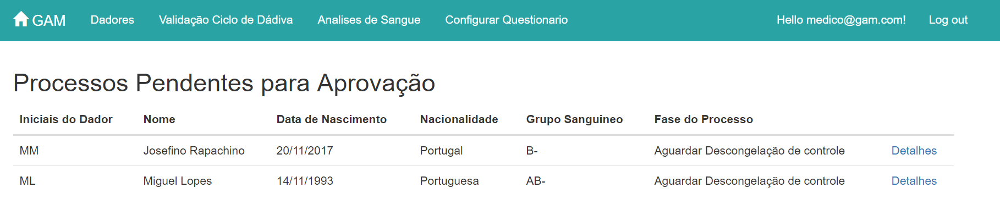 GAM Dadores Validação Ciclo de Dádiva Analises de Sangue Configurar Questionario Hello medico@gam.com! Log out
Processos Pendentes para Aprovação
Iniciais do Dador Nome Data de Nascimento Nacionalidade Grupo Sanguineo Fase do Processo
MM Josefino Rapachino 20/11/2017 Portugal B- Aguardar Descongelação de controle Detalhes
ML Miguel Lopes 14/11/1993 Portuguesa AB- Aguardar Descongelação de controle Detalhes